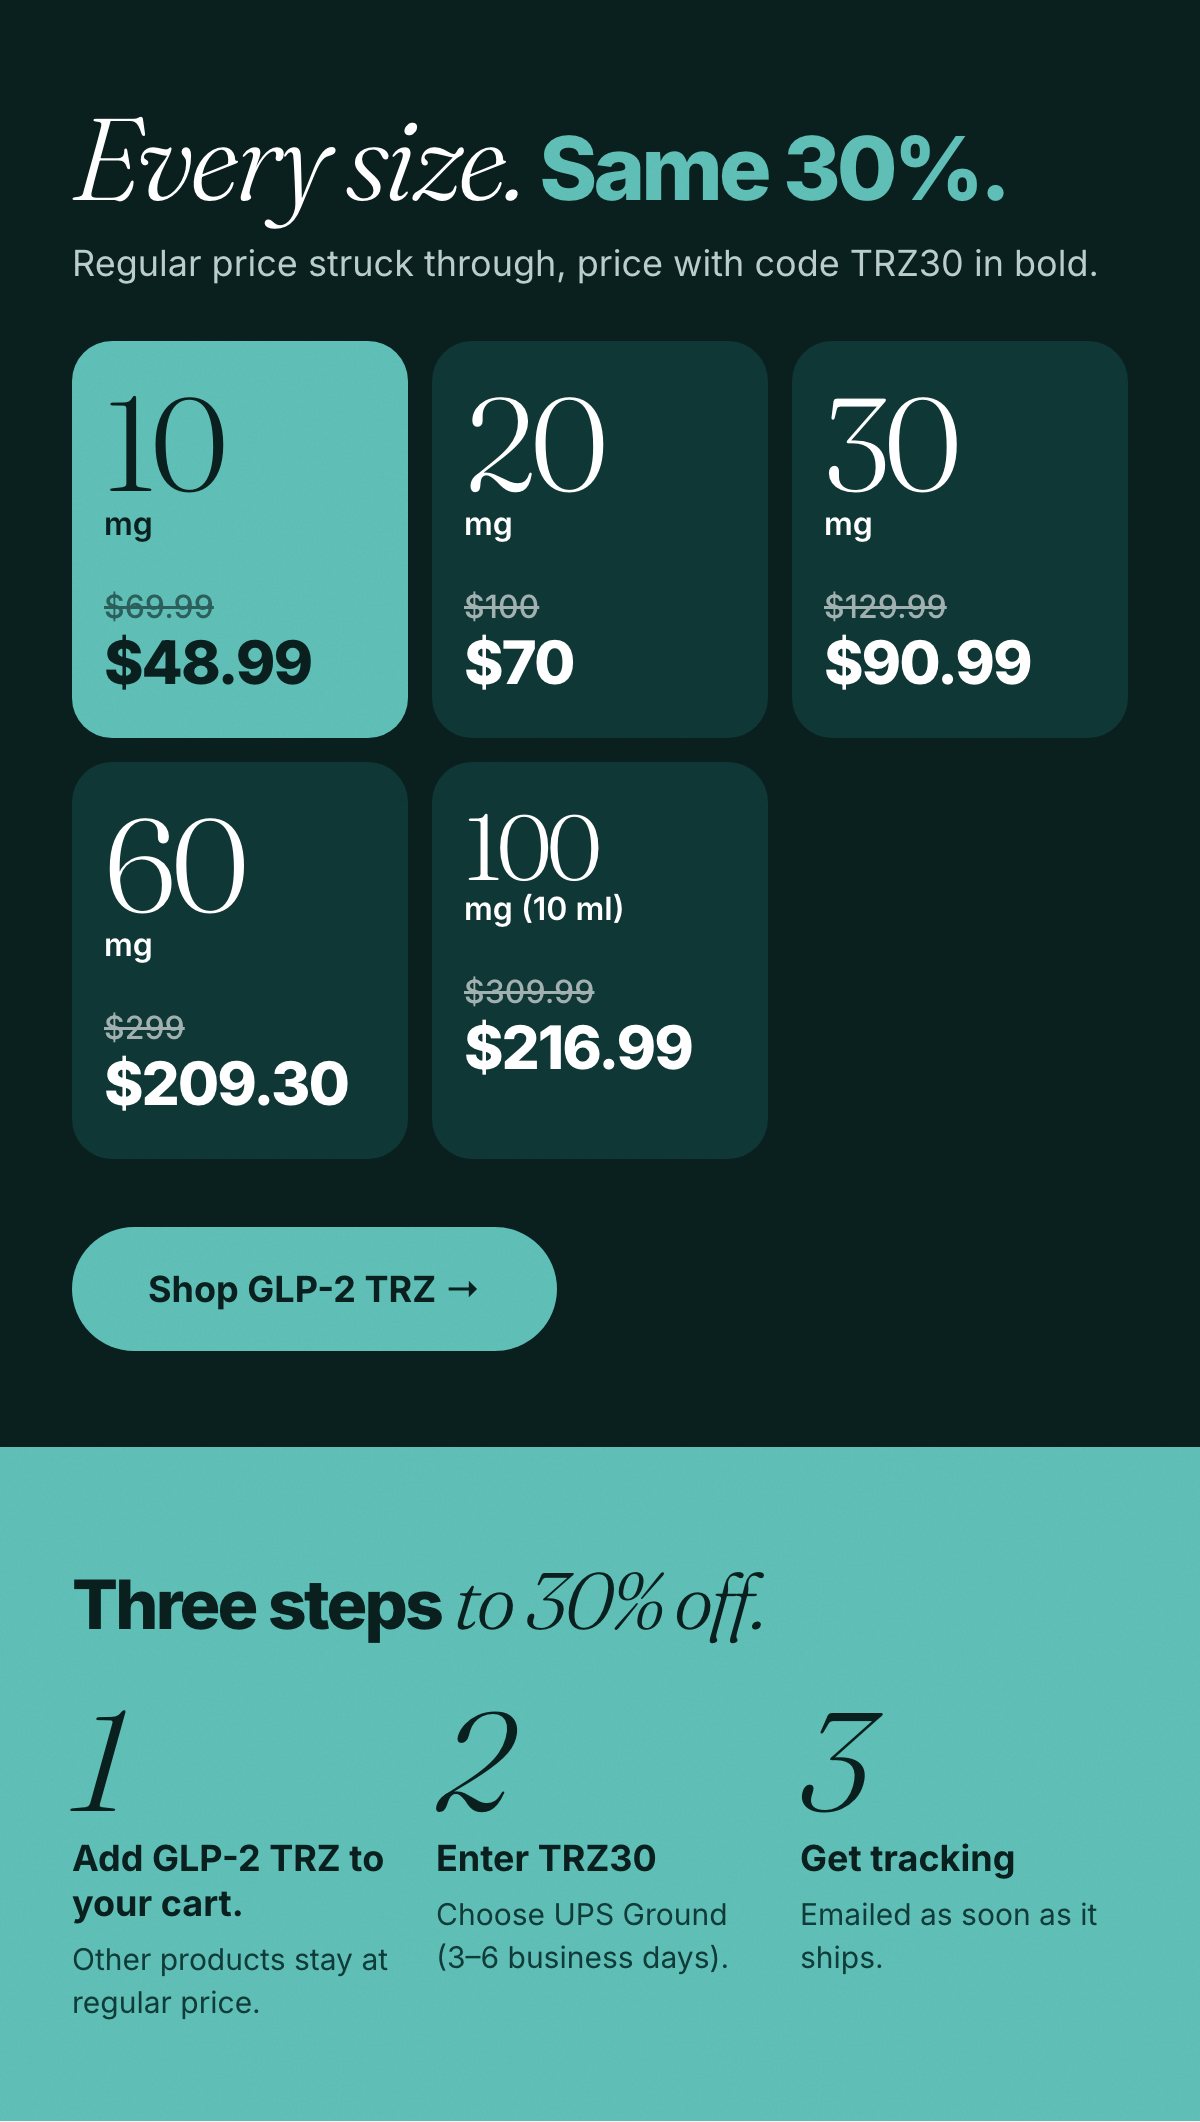 Every size. Same 30%.
Regular price struck through, price with code TRZ30 in bold.
10
mg
$69.99
$48.99
20
mg
$100
$70
30
mg
$129.99
$90.99
60
mg
$299
$209.30
100
mg (10 ml)
$309.99
$216.99
Shop GLP-2 TRZ →
Three steps to 30% off.
1
Add GLP-2 TRZ to
your cart.
Other products stay at
regular price.
2
Enter TRZ30
Choose UPS Ground
(3–6 business days).
3
Get tracking
Emailed as soon as it
ships.